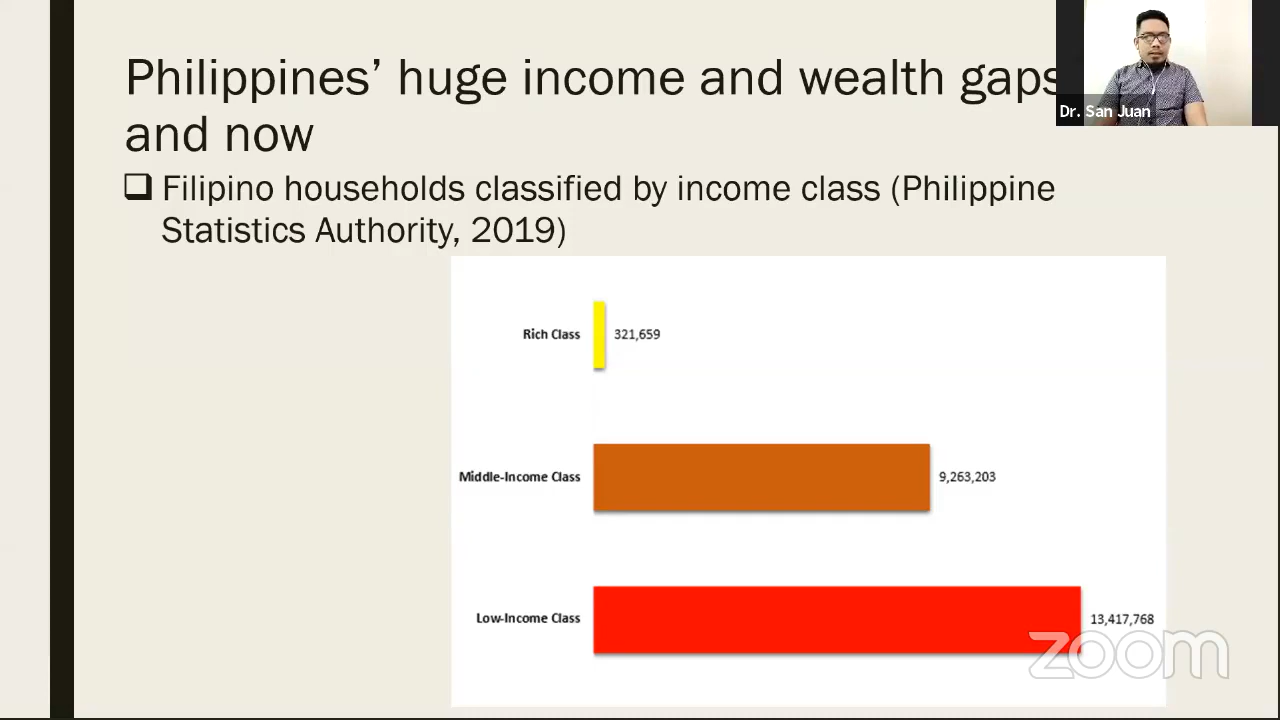 Philippines’ huge income and wealth gaps
and now
Filipino households classified by income class (Philippine
Statistics Authority, 2019)
Dr. San Juan
Rich Class 321,659
Middle-Income Class 9,263,203
Low-Income Class 13,417,768
zoom